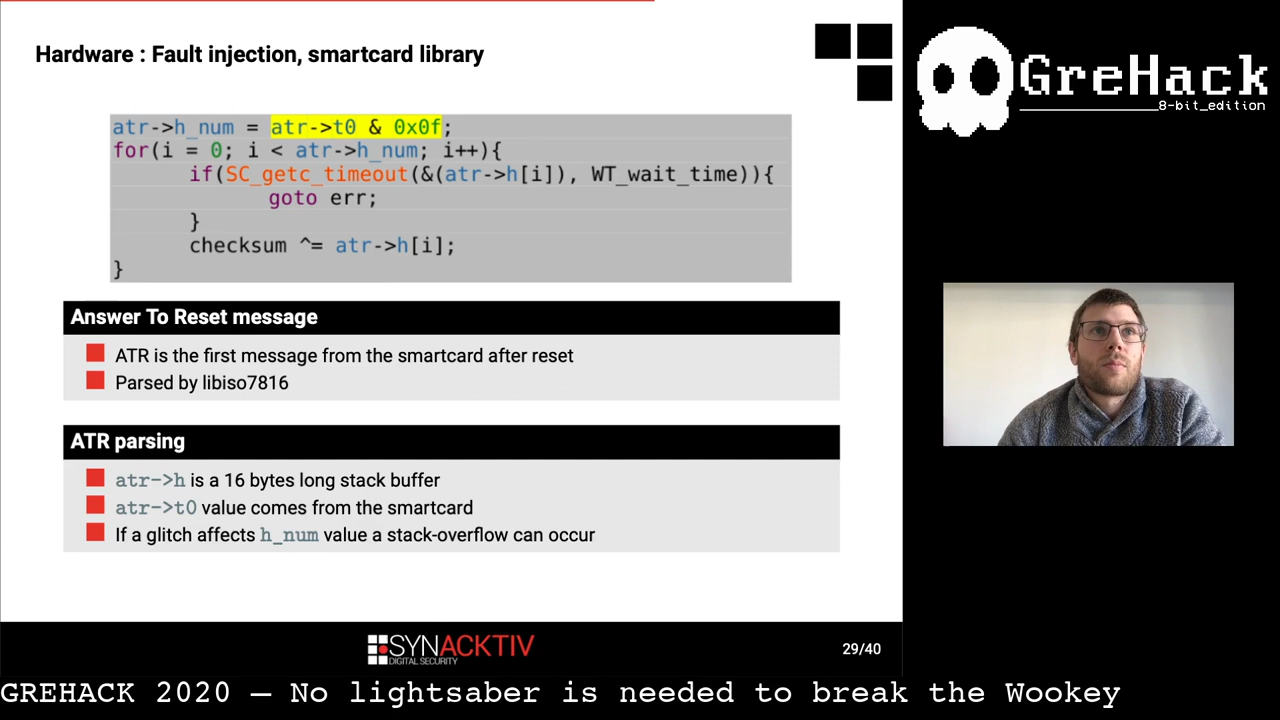 Hardware : Fault injection, smartcard library
atr->h_num = atr->t0 & 0x0f;
for(i = 0; i < atr->h_num; i++){
if(SC_getc_timeout(&(atr->h[i]), WT_wait_time)){
goto err;
}
checksum ^= atr->h[i];
}
Answer To Reset message
ATR is the first message from the smartcard after reset
Parsed by libiso7816
ATR parsing
atr->h is a 16 bytes long stack buffer
atr->t0 value comes from the smartcard
If a glitch affects h_num value a stack-overflow can occur
SYNACKTIV
DIGITAL SECURITY
29/40
GreHack
8-bit_edition
GREHACK 2020 – No lightsaber is needed to break the Wookey